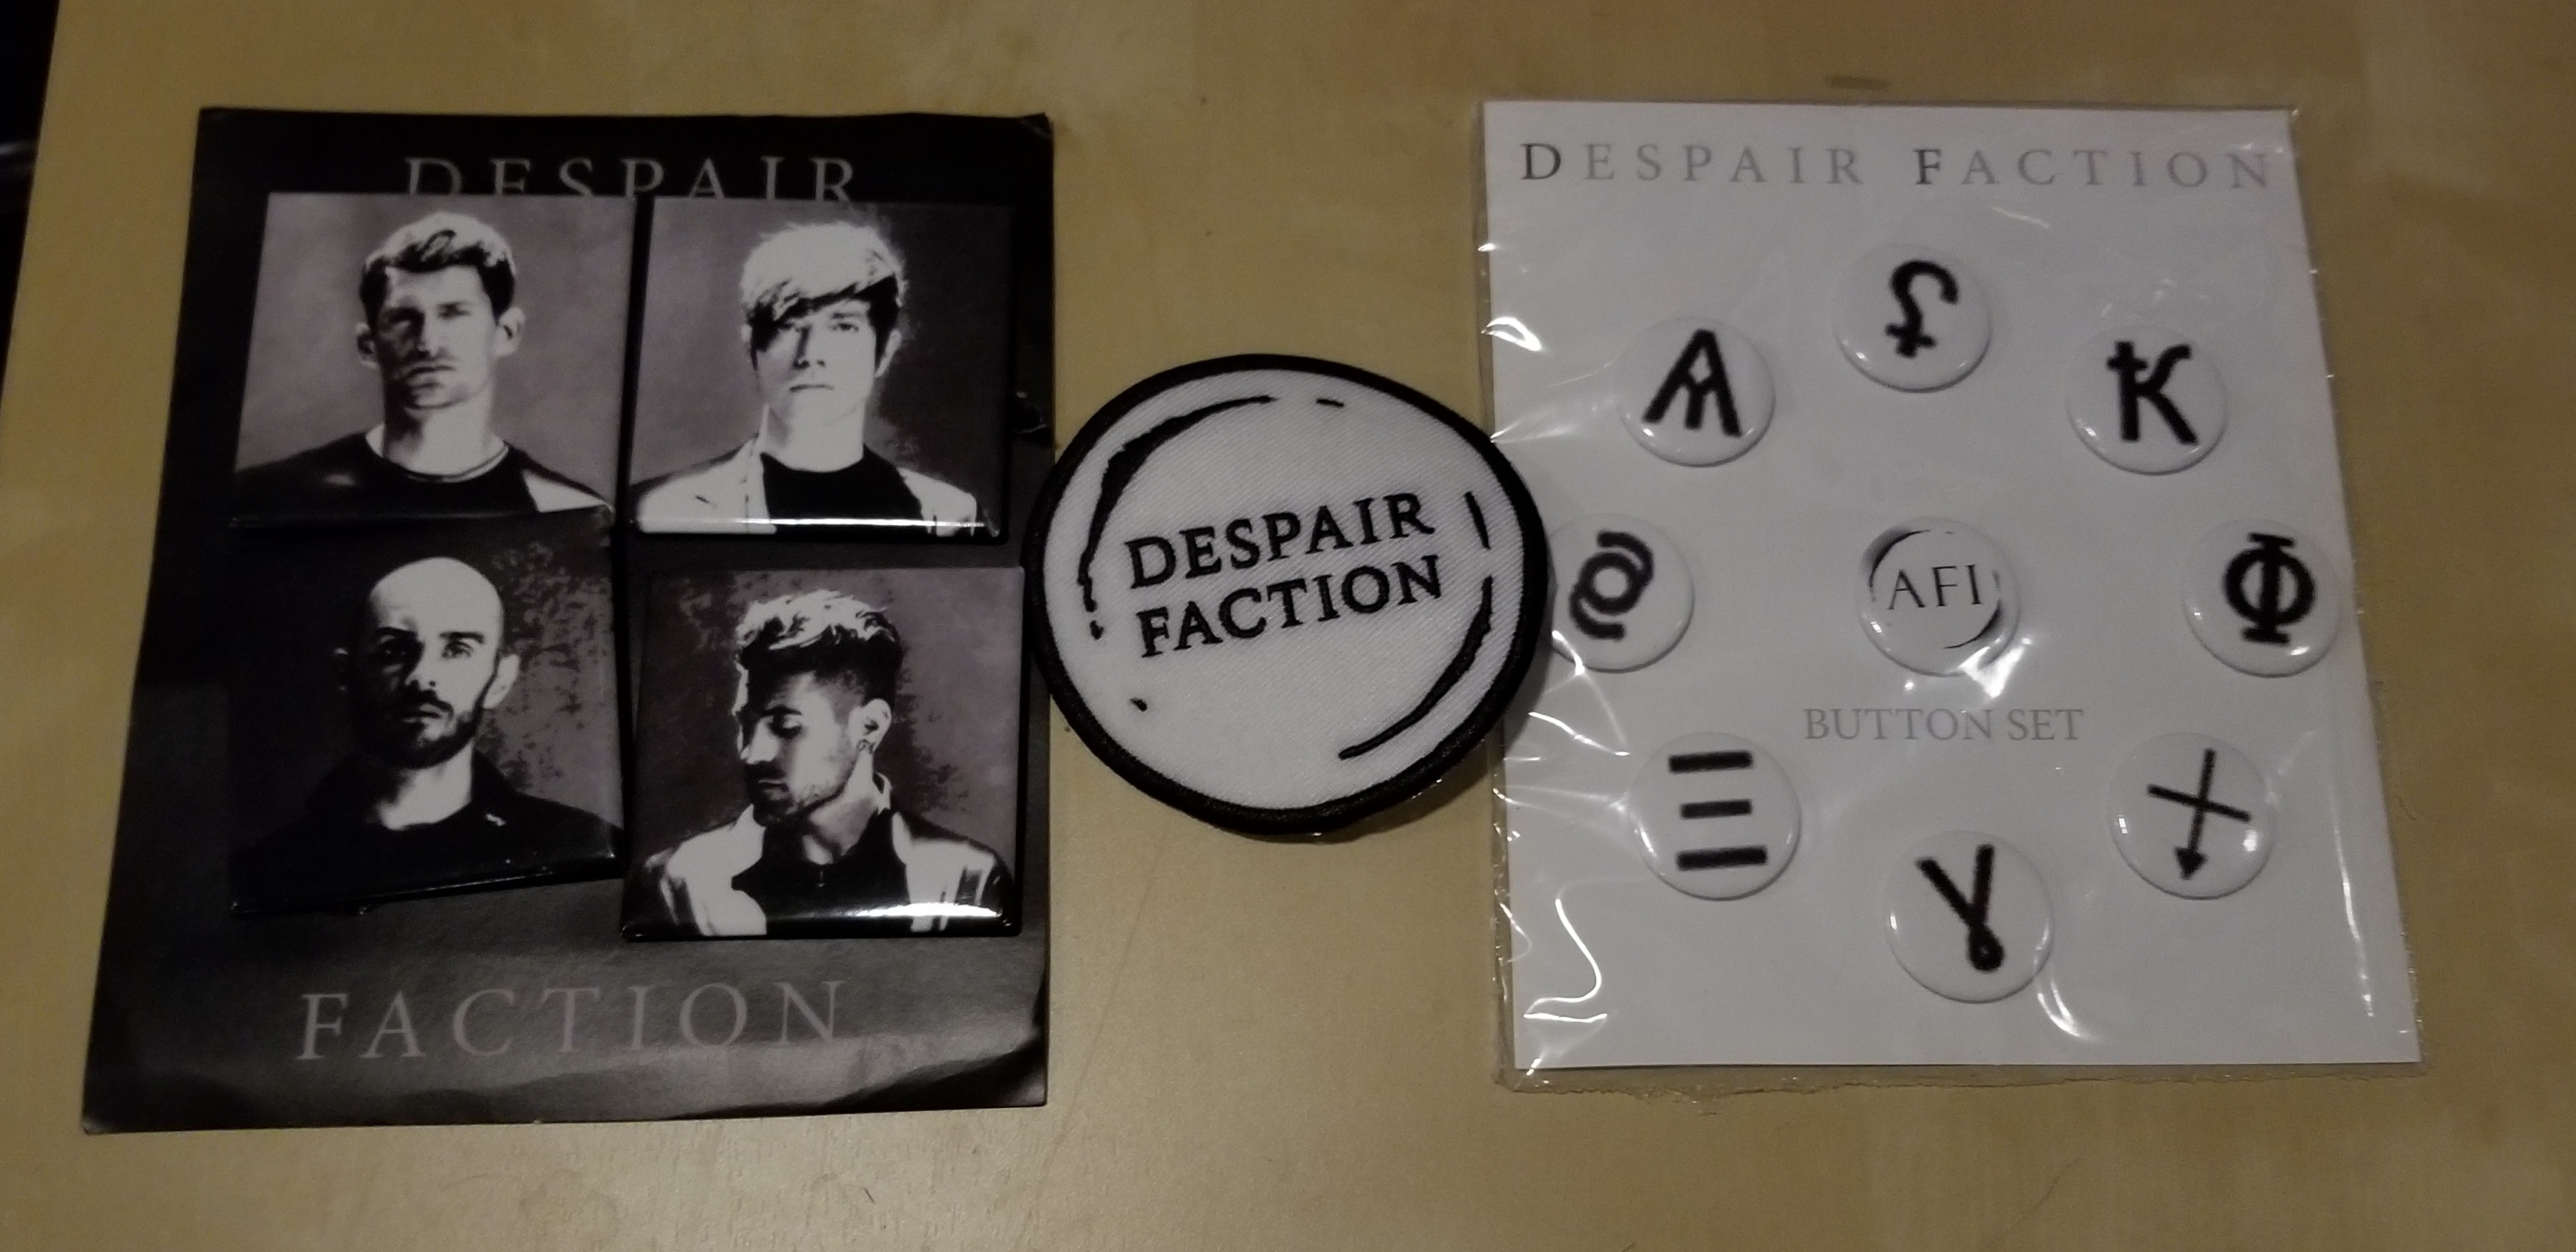 DESPAIR
FACTION
DESPAIR
FACTION
DESPAIR FACTION
AFI
BUTTON SET